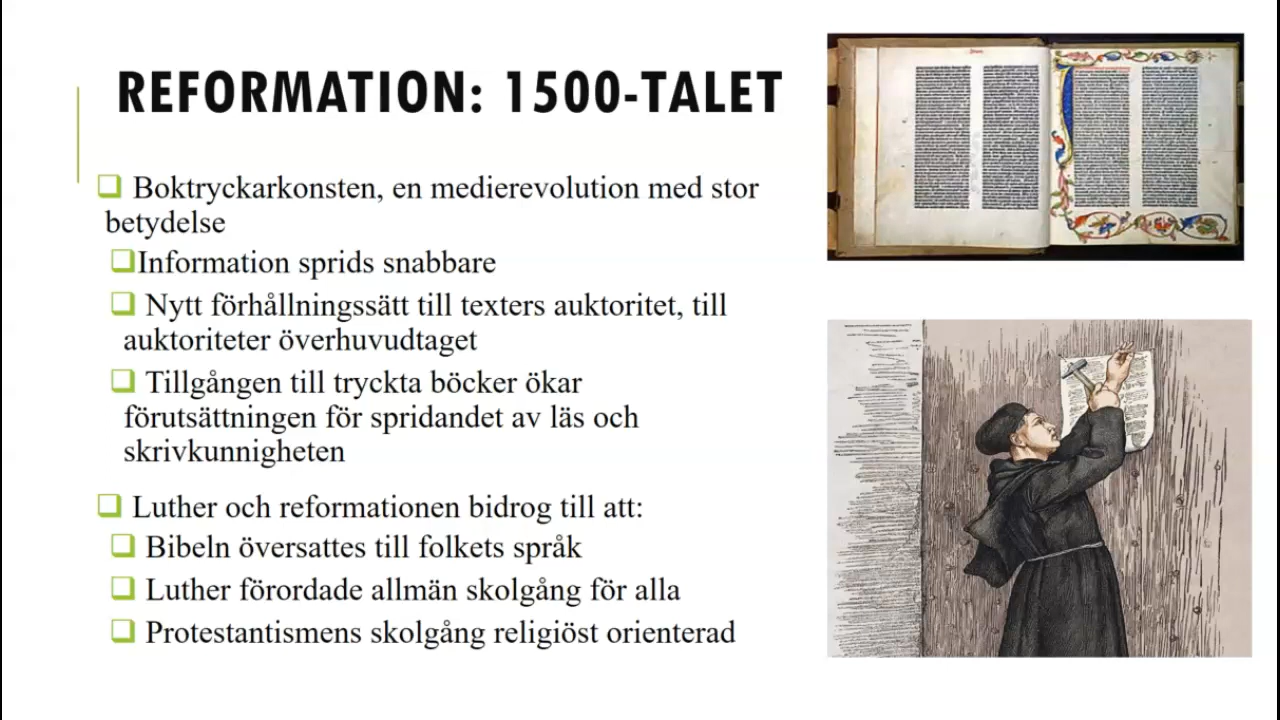 REFORMATION: 1500-TALET
Boktryckarkonsten, en medierevolution med stor
betydelse
Information sprids snabbare
Nytt förhållningssätt till texters auktoritet, till
auktoriteter överhuvudtaget
Tillgången till tryckta böcker ökar
förutsättningen för spridandet av läs och
skrivkunnigheten
Luther och reformationen bidrog till att:
Bibeln översattes till folkets språk
Luther förordade allmän skolgång för alla
Protestantismens skolgång religiöst orienterad